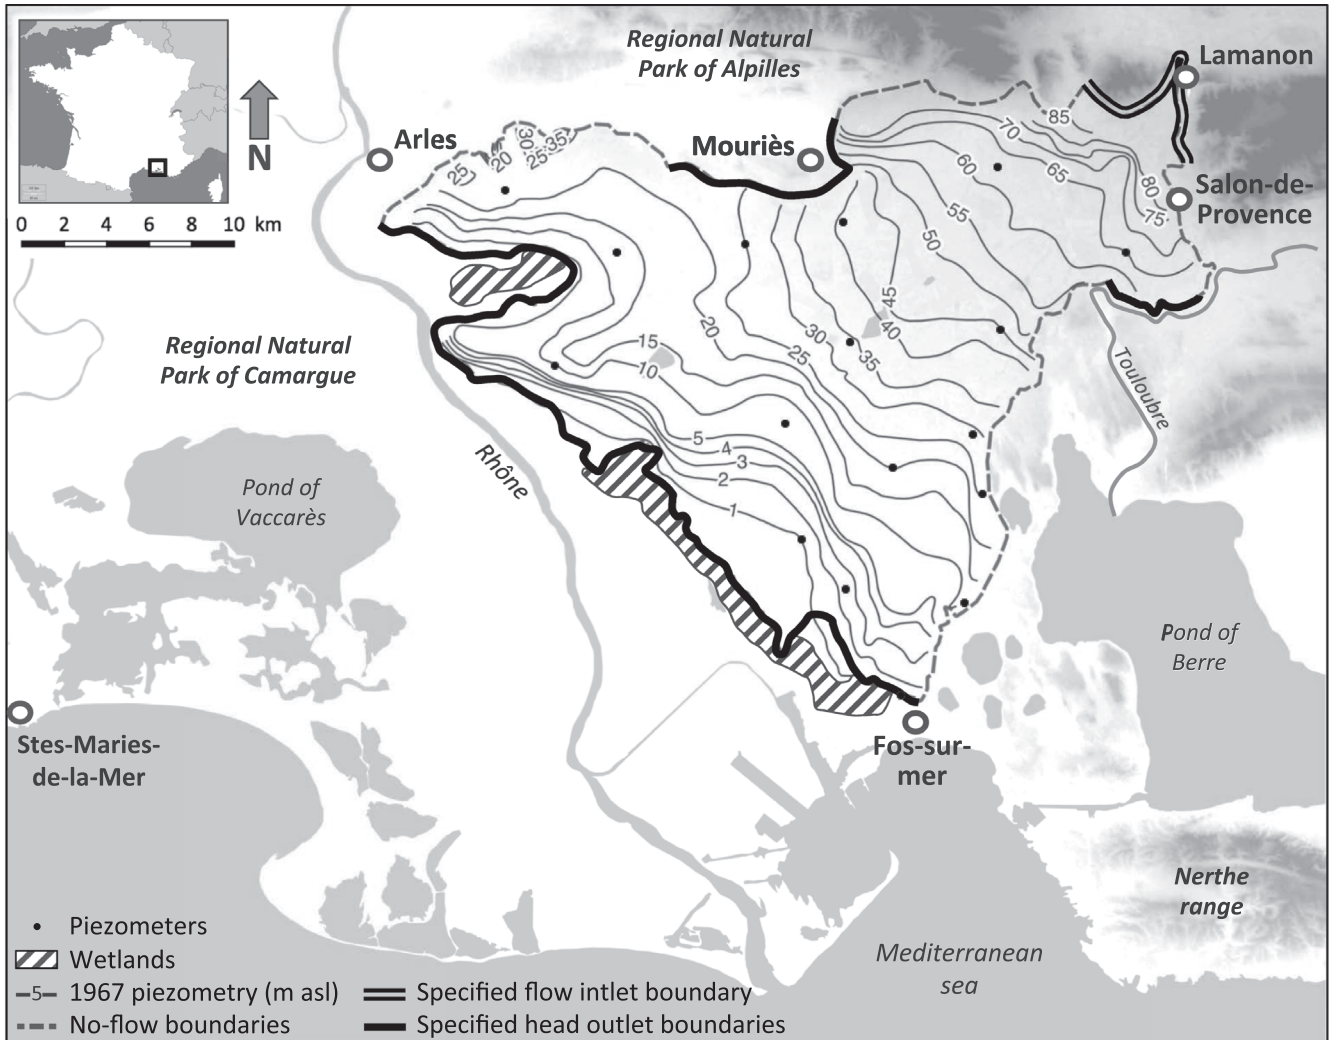 Regional Natural
Park of Alpilles
Lamanon
N
Arles
Mouriès
Salon-de-
Provence
0 2 4 6 8 10 km
25
20
30
25
35
85
70
60
65
80
75
55
50
45
40
30
35
25
20
15
10
5
4
3
2
1
Regional Natural
Park of Camargue
Touloubre
Rhône
Pond of
Vaccarès
Pond of
Berre
Stes-Maries-
de-la-Mer
Fos-sur-
mer
Nerthe
range
Mediterranean
sea
Piezometers
Wetlands
5 1967 piezometry (m asl)
No-flow boundaries
Specified flow intlet boundary
Specified head outlet boundaries